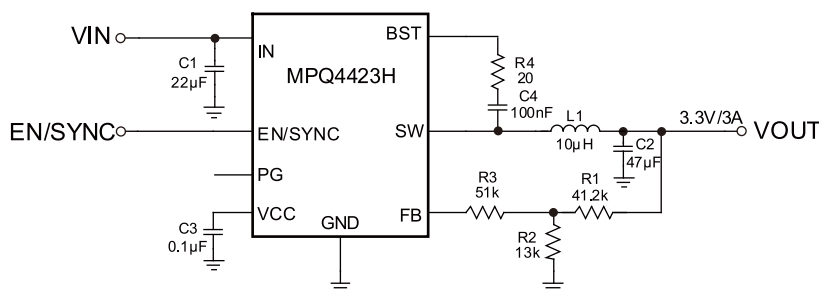 VIN
C1
22µF
EN/SYNC
IN
MPQ4423H
BST
EN/SYNC
SW
PG
VCC
GND
FB
C3
0.1µF
R4
20
C4
100nF
L1
10µH
3.3V/3A
VOUT
C2
47µF
R3
51k
R1
41.2k
R2
13k